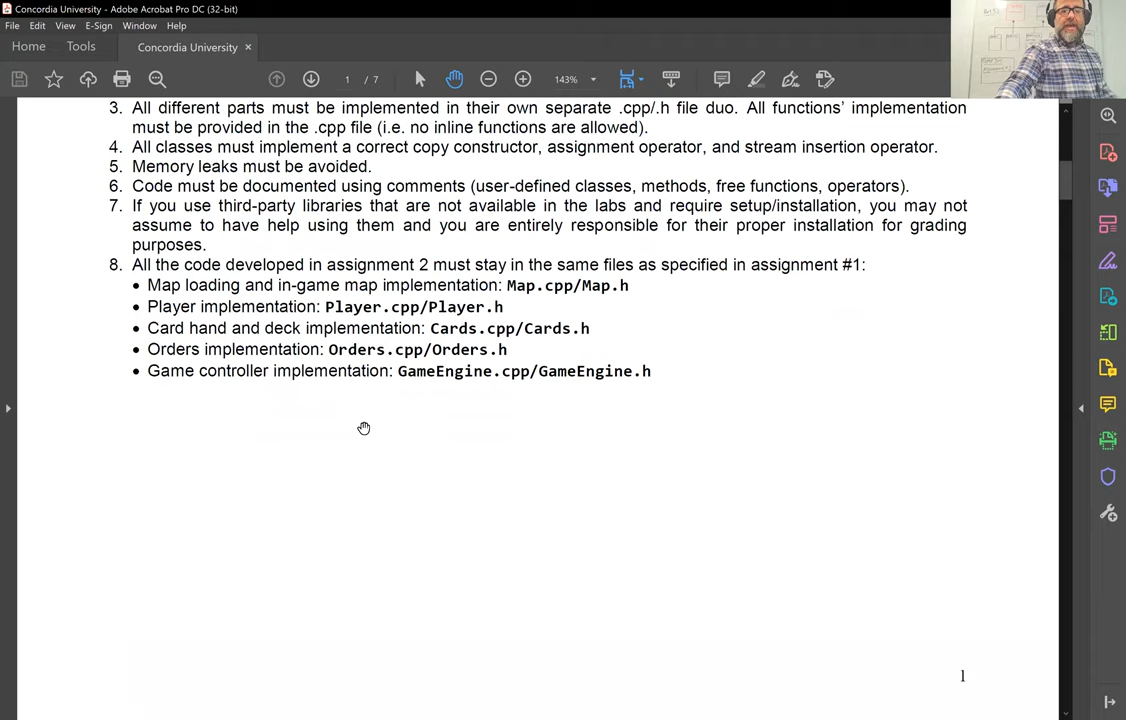 Concordia University - Adobe Acrobat Pro DC (32-bit)
File Edit View E-Sign Window Help
Home Tools Concordia University ×
1 / 7 143%
3. All different parts must be implemented in their own separate .cpp/.h file duo. All functions' implementation
must be provided in the .cpp file (i.e. no inline functions are allowed).
4. All classes must implement a correct copy constructor, assignment operator, and stream insertion operator.
5. Memory leaks must be avoided.
6. Code must be documented using comments (user-defined classes, methods, free functions, operators).
7. If you use third-party libraries that are not available in the labs and require setup/installation, you may not
assume to have help using them and you are entirely responsible for their proper installation for grading
purposes.
8. All the code developed in assignment 2 must stay in the same files as specified in assignment #1:
• Map loading and in-game map implementation: Map.cpp/Map.h
• Player implementation: Player.cpp/Player.h
• Card hand and deck implementation: Cards.cpp/Cards.h
• Orders implementation: Orders.cpp/Orders.h
• Game controller implementation: GameEngine.cpp/GameEngine.h
1